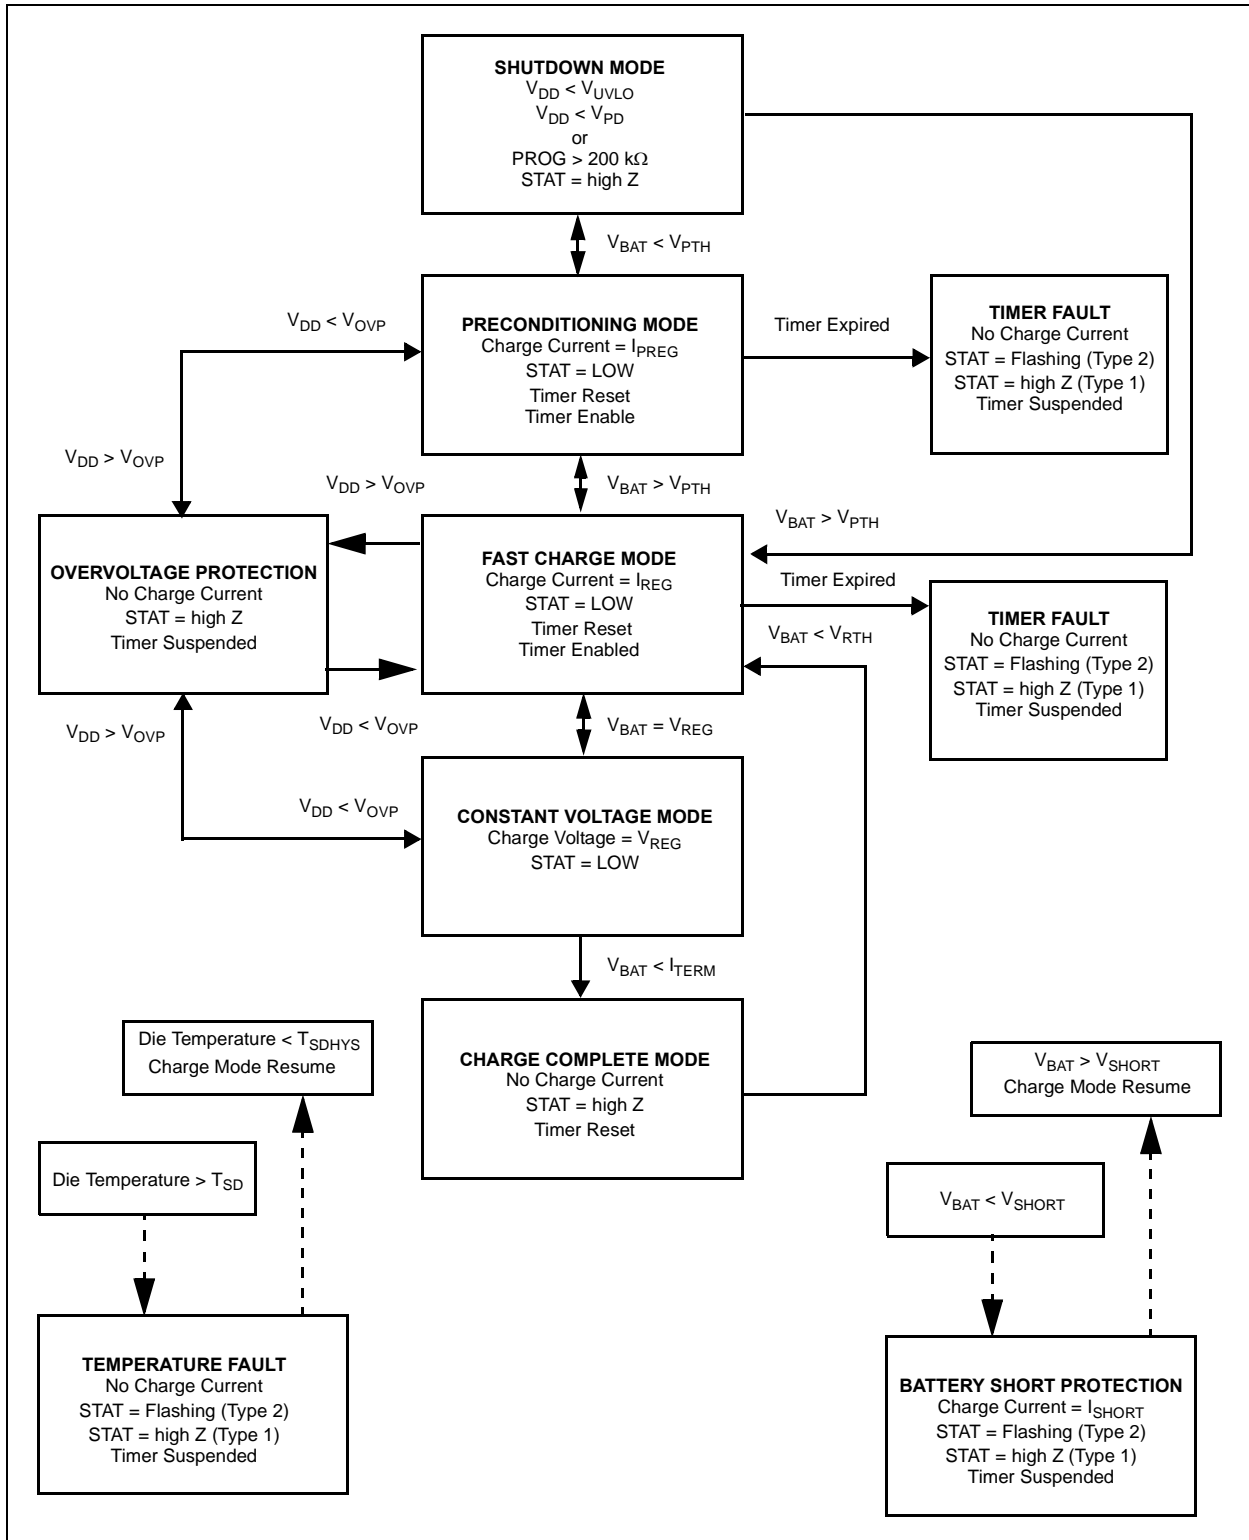 SHUTDOWN MODE
VDD < VUVLO
VDD < VPD
or
PROG > 200 kΩ
STAT = high Z
VBAT < VPTH
VDD < VOVP
PRECONDITIONING MODE
Charge Current = IPREG
STAT = LOW
Timer Reset
Timer Enable
Timer Expired
TIMER FAULT
No Charge Current
STAT = Flashing (Type 2)
STAT = high Z (Type 1)
Timer Suspended
VDD > VOVP
VDD > VOVP
VBAT > VPTH
VBAT > VPTH
OVERVOLTAGE PROTECTION
No Charge Current
STAT = high Z
Timer Suspended
FAST CHARGE MODE
Charge Current = IREG
STAT = LOW
Timer Reset
Timer Enabled
Timer Expired
VBAT < VRTH
TIMER FAULT
No Charge Current
STAT = Flashing (Type 2)
STAT = high Z (Type 1)
Timer Suspended
VDD > VOVP
VDD < VOVP
VBAT = VREG
VDD < VOVP
CONSTANT VOLTAGE MODE
Charge Voltage = VREG
STAT = LOW
VBAT < ITERM
CHARGE COMPLETE MODE
No Charge Current
STAT = high Z
Timer Reset
Die Temperature < TSDHYS
Charge Mode Resume
Die Temperature > TSD
TEMPERATURE FAULT
No Charge Current
STAT = Flashing (Type 2)
STAT = high Z (Type 1)
Timer Suspended
VBAT > VSHORT
Charge Mode Resume
VBAT < VSHORT
BATTERY SHORT PROTECTION
Charge Current = ISHORT
STAT = Flashing (Type 2)
STAT = high Z (Type 1)
Timer Suspended